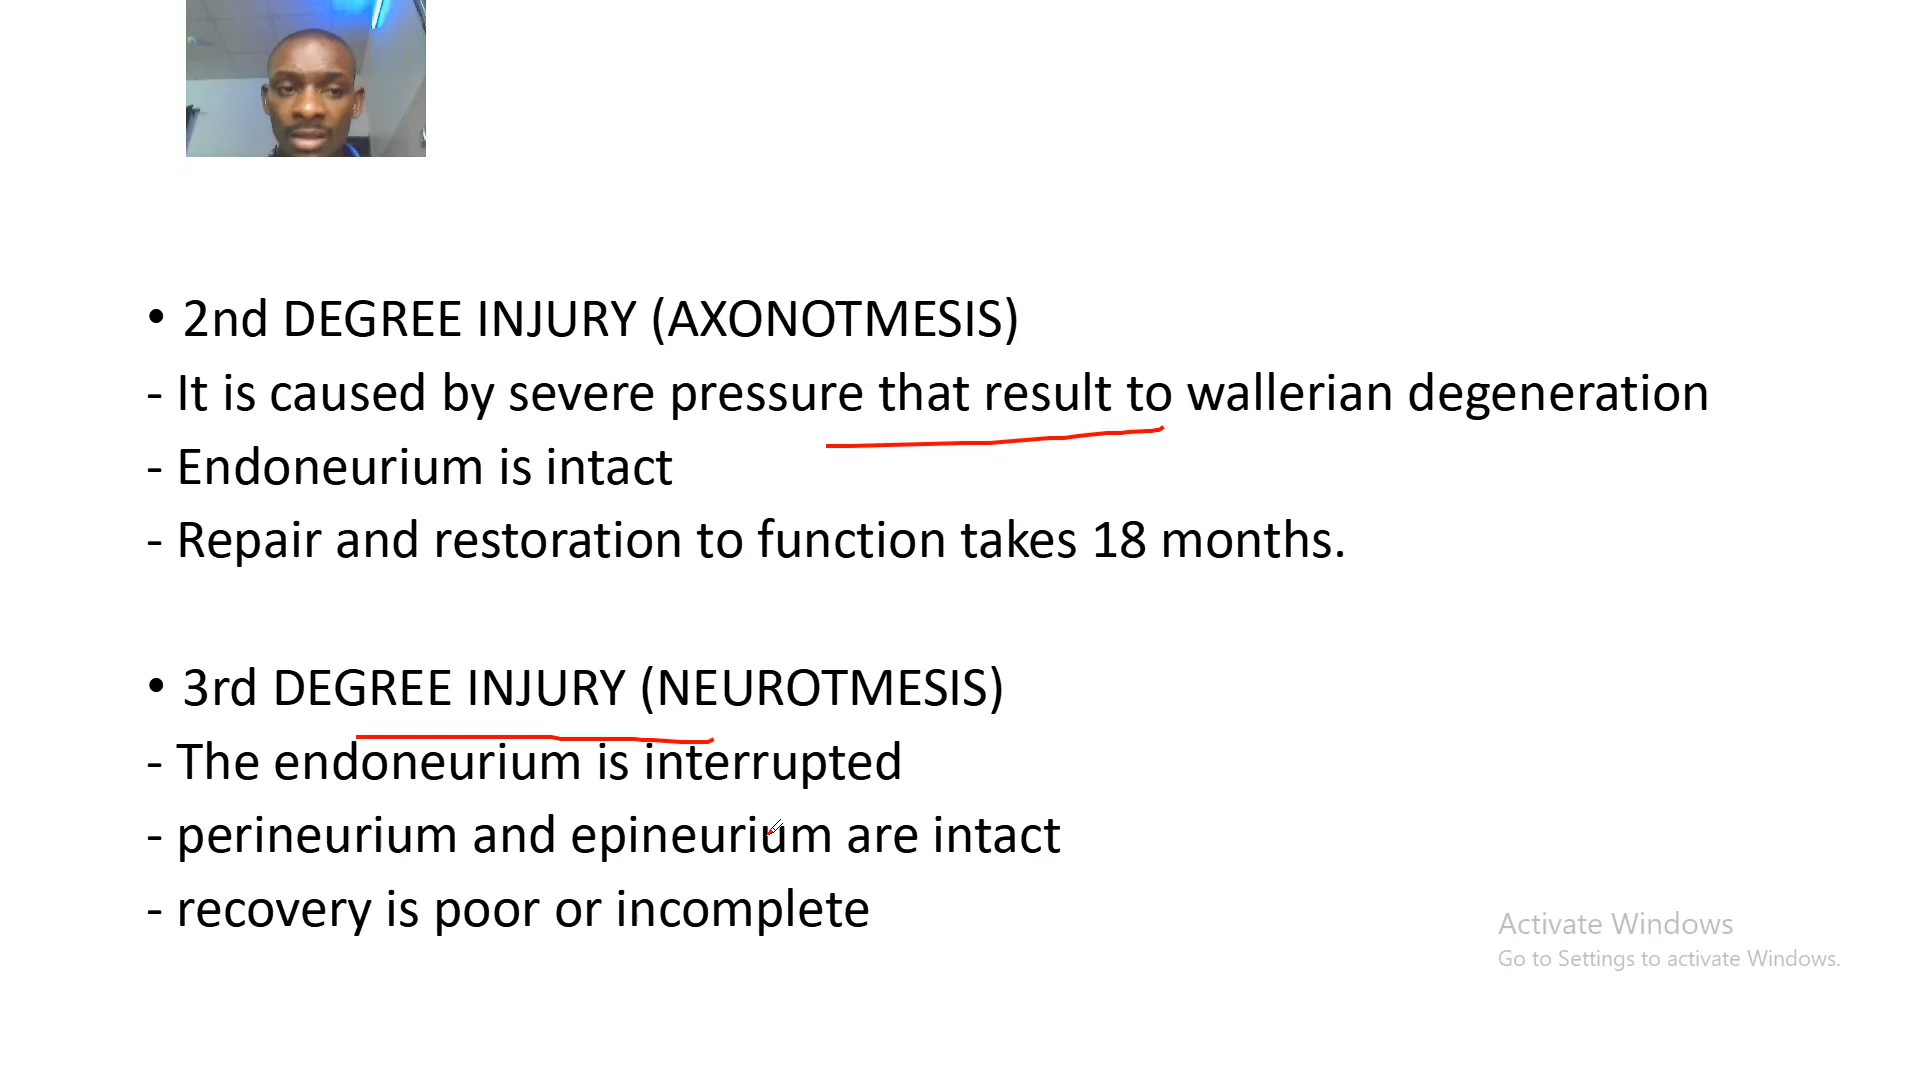 • 2nd DEGREE INJURY (AXONOTMESIS)
- It is caused by severe pressure that result to wallerian degeneration
- Endoneurium is intact
- Repair and restoration to function takes 18 months.
• 3rd DEGREE INJURY (NEUROTMESIS)
- The endoneurium is interrupted
- perineurium and epineurium are intact
- recovery is poor or incomplete
Activate Windows
Go to Settings to activate Windows.